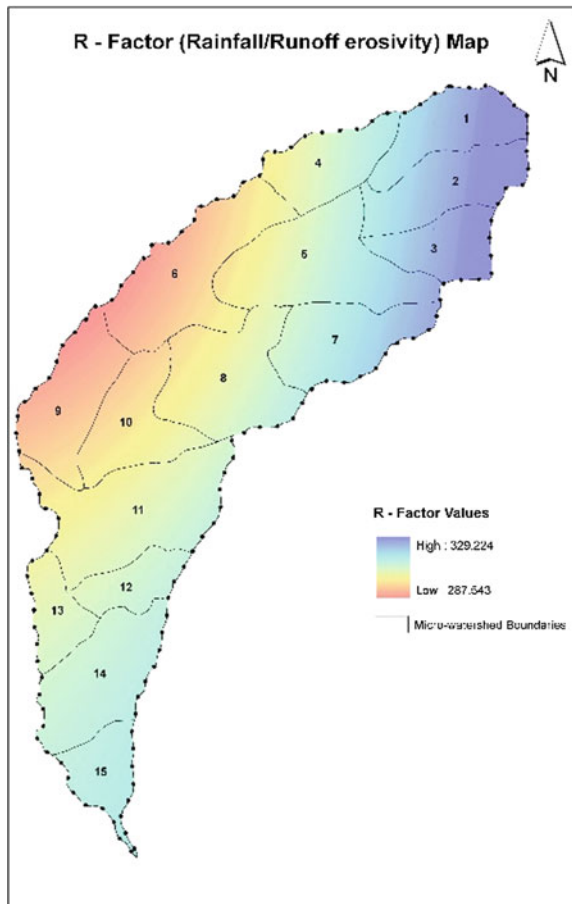 R - Factor (Rainfall/Runoff erosivity) Map
N
1
2
3
4
5
6
7
8
9
10
11
12
13
14
15
R - Factor Values
High : 329.224
Low 287.543
Micro-watershed Boundaries